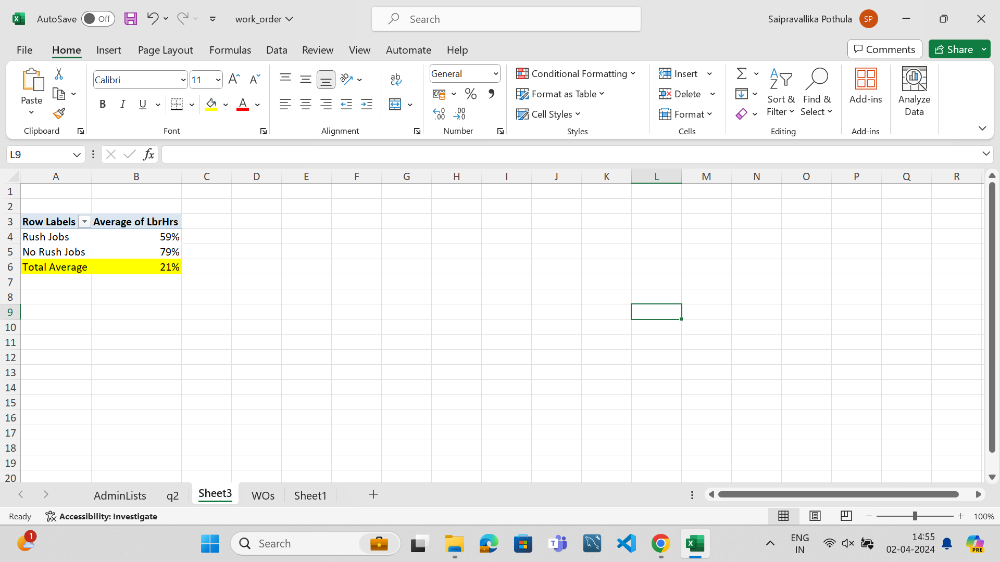 AutoSave Off work_order Search Saipravallika Pothula SP
File Home Insert Page Layout Formulas Data Review View Automate Help Comments Share
Paste Calibri 11 General Conditional Formatting Insert Sort & Find & Add-ins Analyze
Format as Table Delete Filter Select Data
B I U Cell Styles Format
Clipboard Font Alignment Number Styles Cells Editing Add-ins
L9 fx
A B C D E F G H I J K L M N O P Q R
1
2
3 Row Labels Average of LbrHrs
4 Rush Jobs 59%
5 No Rush Jobs 79%
6 Total Average 21%
7
8
9
10
11
12
13
14
15
16
17
18
19
20
AdminLists q2 Sheet3 WOs Sheet1
Ready Accessibility: Investigate 100%
1 Search ENG 14:55
IN 02-04-2024 PRE